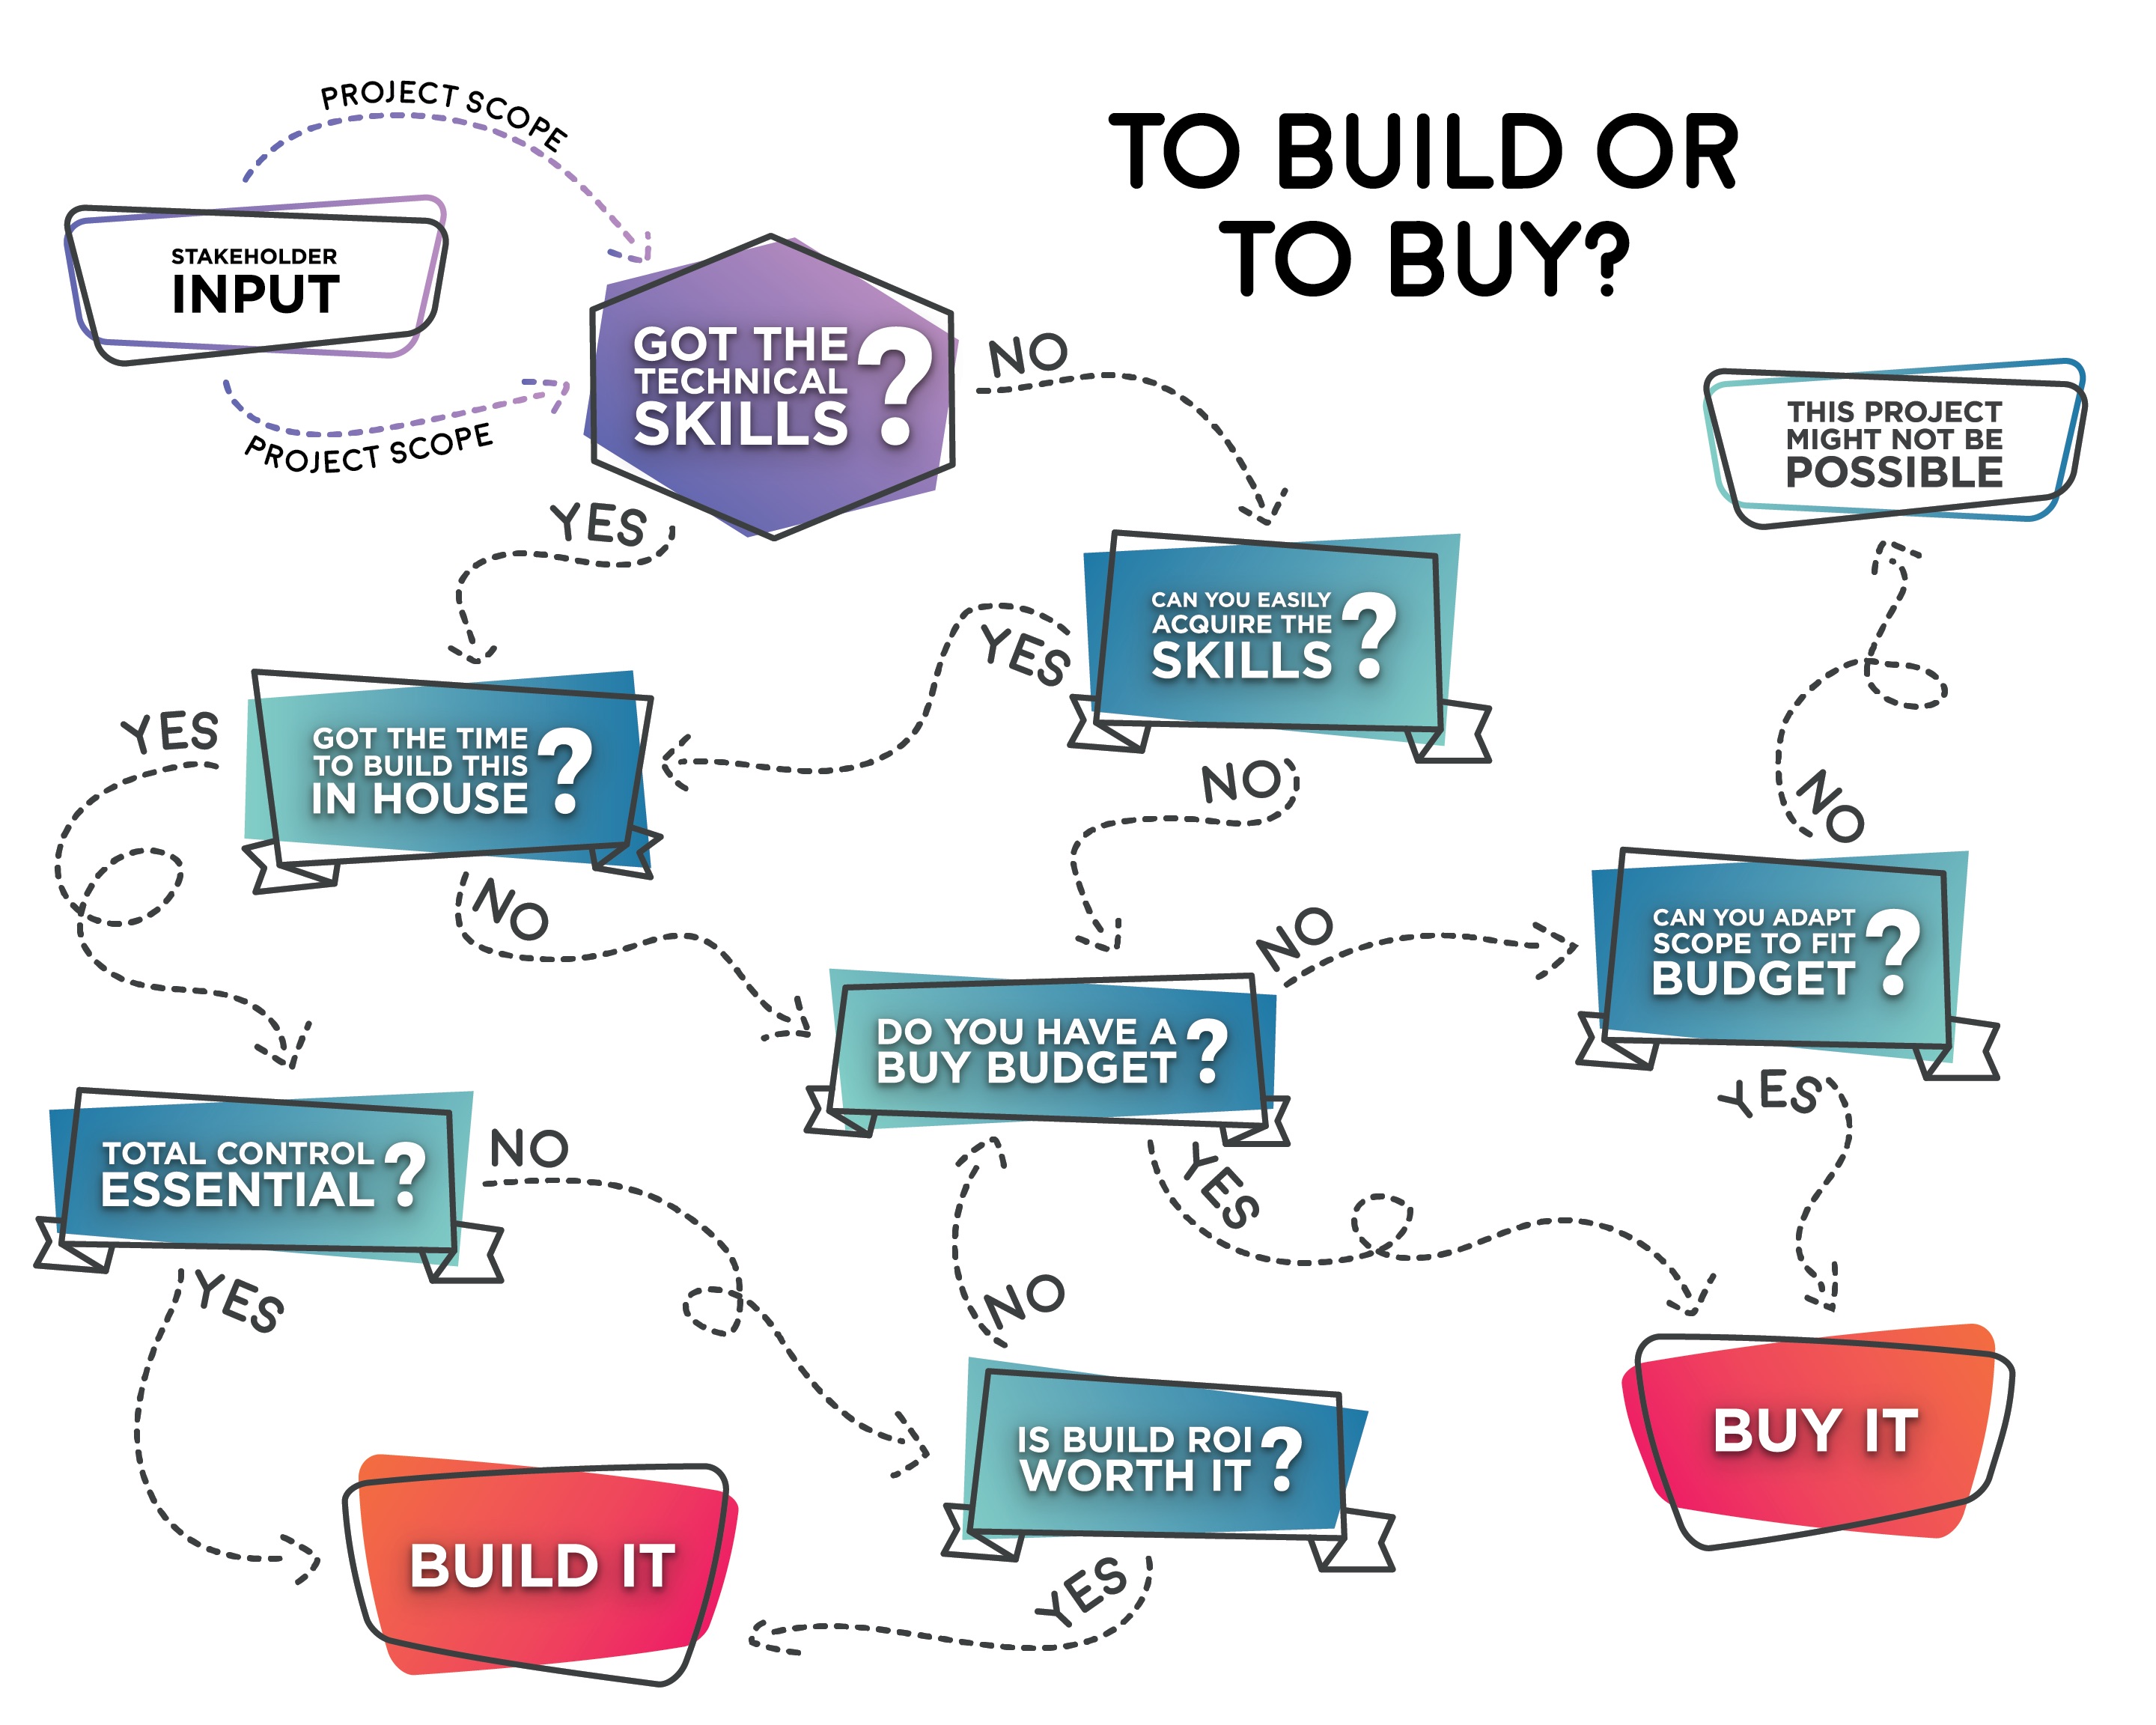 TO BUILD OR
TO BUY?
PROJECT SCOPE
STAKEHOLDER
INPUT
PROJECT SCOPE
GOT THE
TECHNICAL
SKILLS
?
NO
YES
THIS PROJECT
MIGHT NOT BE
POSSIBLE
CAN YOU EASILY
ACQUIRE THE
SKILLS
?
YES
NO
GOT THE TIME
TO BUILD THIS
IN HOUSE
?
YES
NO
NO
CAN YOU ADAPT
SCOPE TO FIT
BUDGET
?
YES
DO YOU HAVE A
BUY BUDGET
?
NO
YES
TOTAL CONTROL
ESSENTIAL
?
NO
YES
NO
IS BUILD ROI
WORTH IT
?
YES
BUY IT
BUILD IT